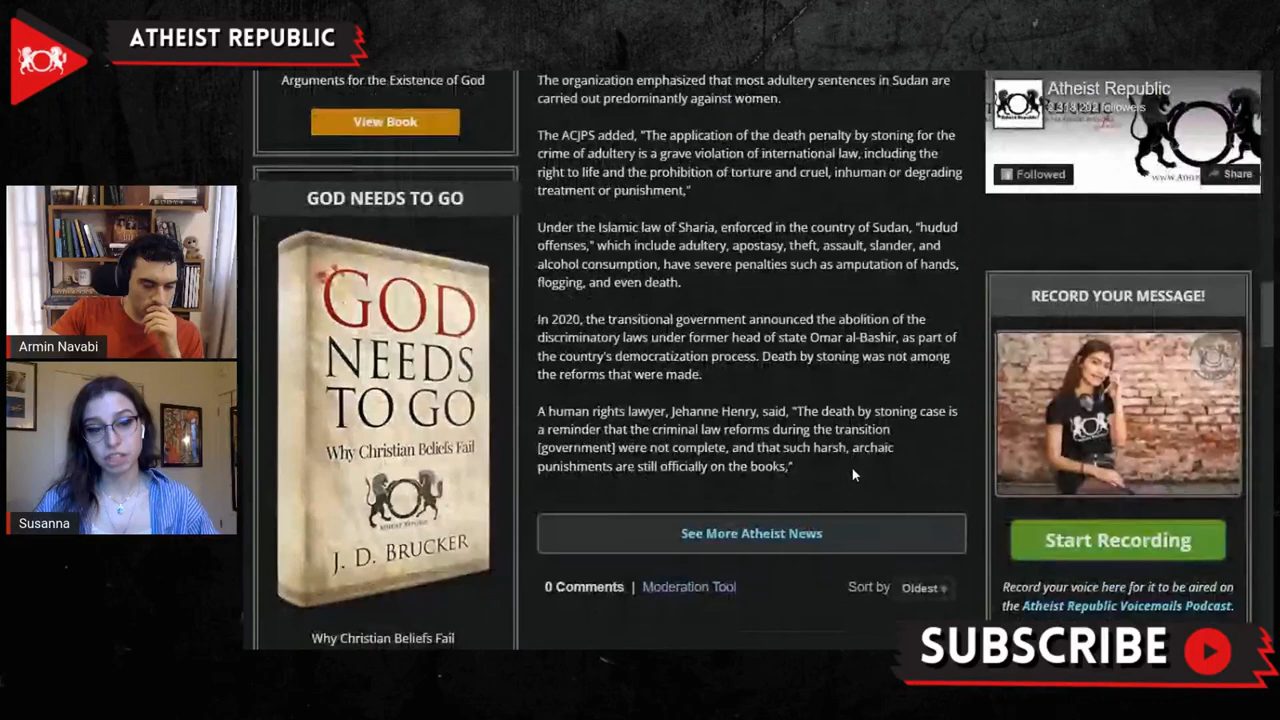 ATHEIST REPUBLIC
Arguments for the Existence of God
View Book
GOD NEEDS TO GO
GOD
NEEDS
TO GO
Why Christian Beliefs Fail
ATHEIST REPUBLIC
J. D. BRUCKER
Why Christian Beliefs Fail
Armin Navabi
Susanna
The organization emphasized that most adultery sentences in Sudan are
carried out predominantly against women.
The ACJPS added, "The application of the death penalty by stoning for the
crime of adultery is a grave violation of international law, including the
right to life and the prohibition of torture and cruel, inhuman or degrading
treatment or punishment,"
Under the Islamic law of Sharia, enforced in the country of Sudan, "hudud
offenses," which include adultery, apostasy, theft, assault, slander, and
alcohol consumption, have severe penalties such as amputation of hands,
flogging, and even death.
In 2020, the transitional government announced the abolition of the
discriminatory laws under former head of state Omar al-Bashir, as part of
the country's democratization process. Death by stoning was not among
the reforms that were made.
A human rights lawyer, Jehanne Henry, said, "The death by stoning case is
a reminder that the criminal law reforms during the transition
[government] were not complete, and that such harsh, archaic
punishments are still officially on the books,"
See More Atheist News
0 Comments | Moderation Tool
Sort by Oldest
Atheist Republic
2,318,202 followers
Followed
Share
RECORD YOUR MESSAGE!
Start Recording
Record your voice here for it to be aired on
the Atheist Republic Voicemails Podcast.
SUBSCRIBE